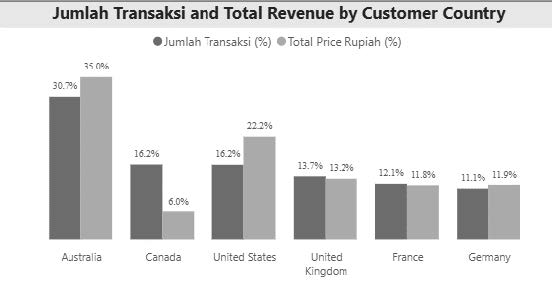 Jumlah Transaksi and Total Revenue by Customer Country
Jumlah Transaksi (%) Total Price Rupiah (%)
30.7% 35.0%
16.2% 6.0%
16.2% 22.2%
13.7% 13.2%
12.1% 11.8%
11.1% 11.9%
Australia
Canada
United States
United
Kingdom
France
Germany